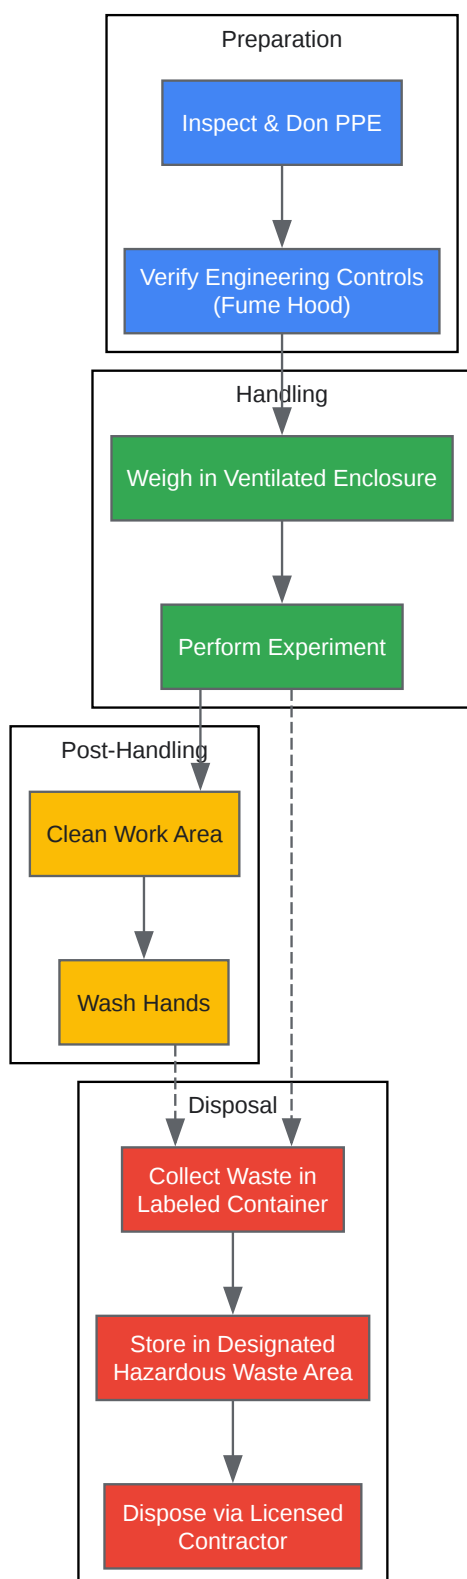 Preparation
Inspect & Don PPE
Verify Engineering Controls
(Fume Hood)
Handling
Weigh in Ventilated Enclosure
Perform Experiment
Post-Handling
Clean Work Area
Wash Hands
Disposal
Collect Waste in
Labeled Container
Store in Designated
Hazardous Waste Area
Dispose via Licensed
Contractor